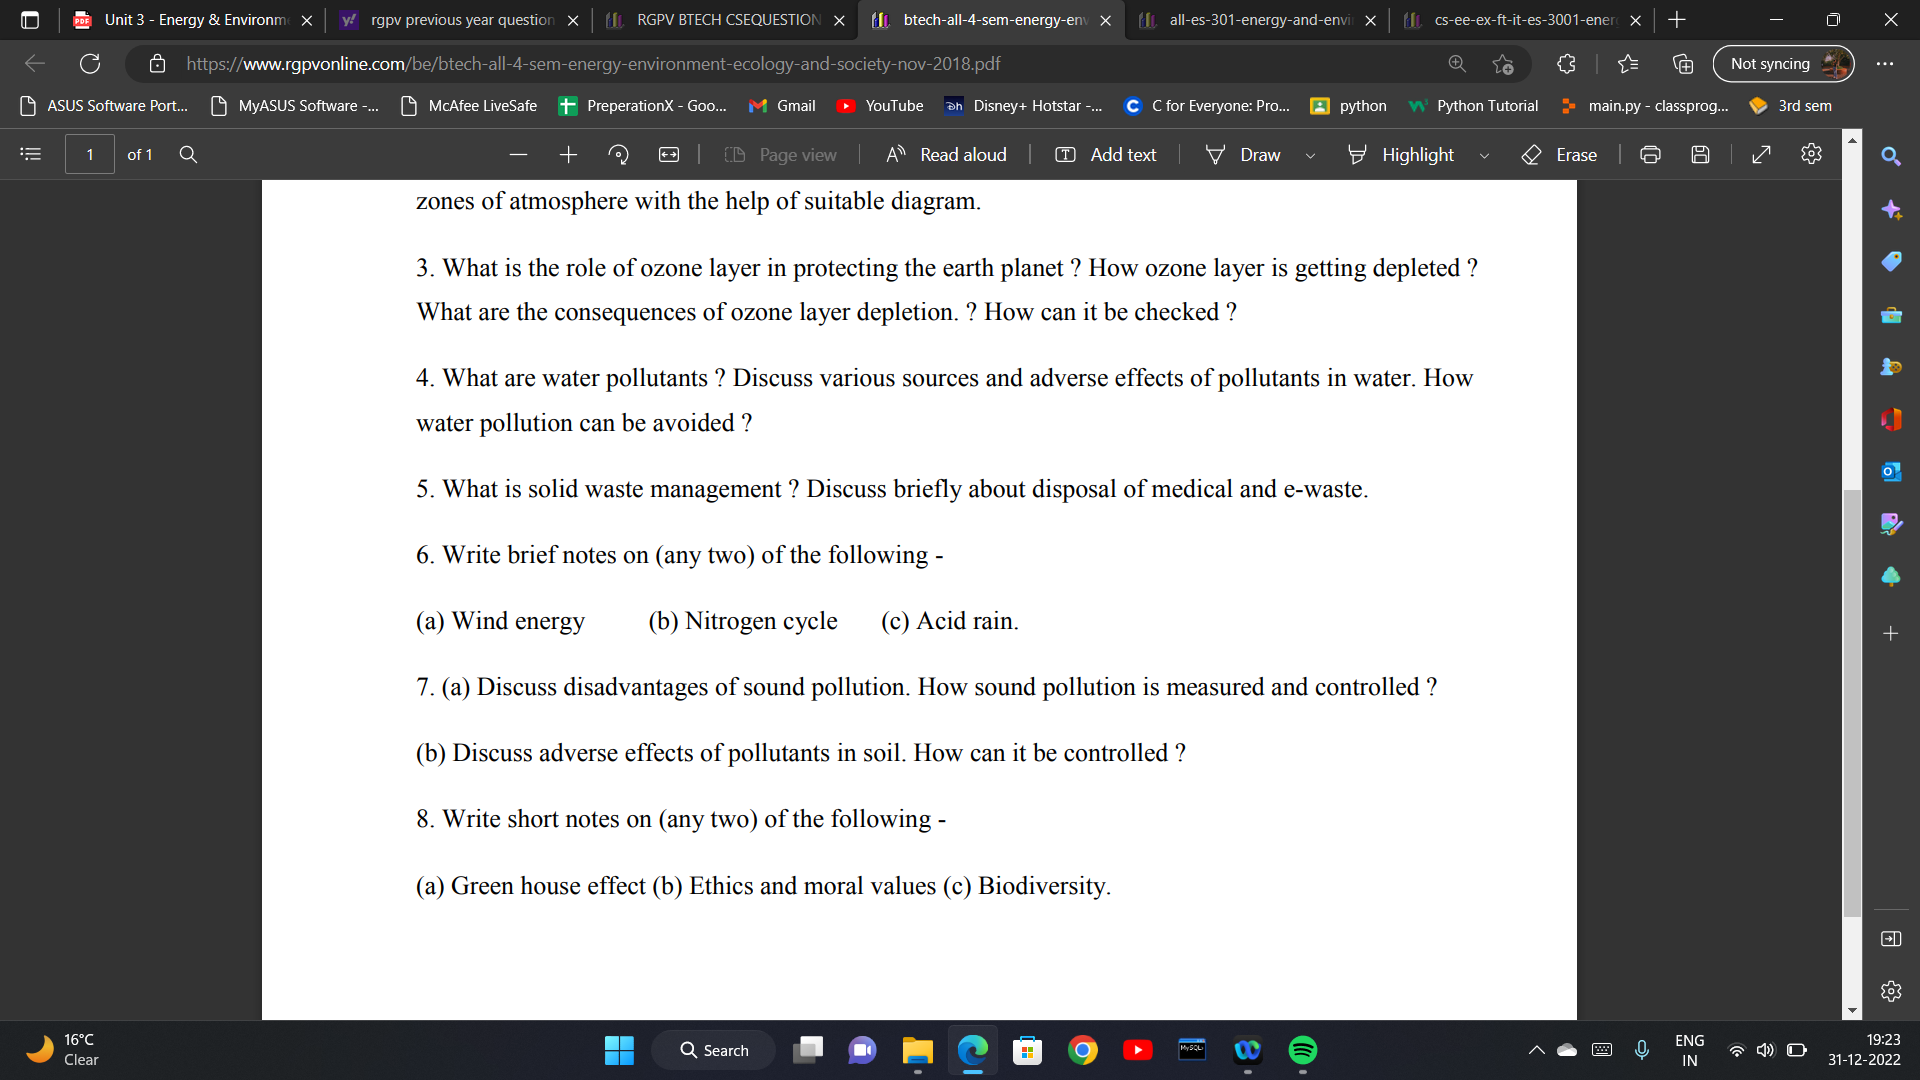 Unit 3 - Energy & Environm
rgpv previous year question
RGPV BTECH CSEQUESTION
btech-all-4-sem-energy-env
all-es-301-energy-and-envi
cs-ee-ex-ft-it-es-3001-ener
https://www.rgpvonline.com/be/btech-all-4-sem-energy-environment-ecology-and-society-nov-2018.pdf
Not syncing
ASUS Software Port...
MyASUS Software -...
McAfee LiveSafe
PreperationX - Goo...
Gmail
YouTube
Disney+ Hotstar -...
C for Everyone: Pro...
python
Python Tutorial
main.py - classprog...
3rd sem
1 of 1
Page view
Read aloud
Add text
Draw
Highlight
Erase
zones of atmosphere with the help of suitable diagram.
3. What is the role of ozone layer in protecting the earth planet ? How ozone layer is getting depleted ?
What are the consequences of ozone layer depletion. ? How can it be checked ?
4. What are water pollutants ? Discuss various sources and adverse effects of pollutants in water. How
water pollution can be avoided ?
5. What is solid waste management ? Discuss briefly about disposal of medical and e-waste.
6. Write brief notes on (any two) of the following -
(a) Wind energy (b) Nitrogen cycle (c) Acid rain.
7. (a) Discuss disadvantages of sound pollution. How sound pollution is measured and controlled ?
(b) Discuss adverse effects of pollutants in soil. How can it be controlled ?
8. Write short notes on (any two) of the following -
(a) Green house effect (b) Ethics and moral values (c) Biodiversity.
16°C
Clear
Search
ENG
IN
19:23
31-12-2022